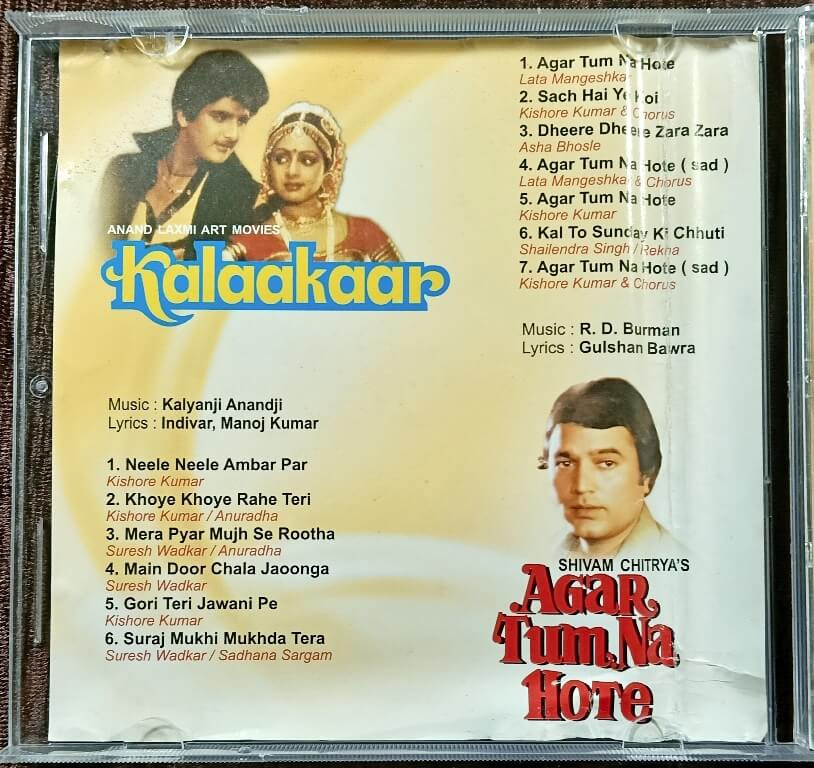 ANAND LAXMI ART MOVIES
Kalaakaar
Music : Kalyanji Anandji
Lyrics : Indivar, Manoj Kumar
1. Neele Neele Ambar Par
Kishore Kumar
2. Khoye Khoye Rahe Teri
Kishore Kumar / Anuradha
3. Mera Pyar Mujh Se Rootha
Suresh Wadkar / Anuradha
4. Main Door Chala Jaoonga
Suresh Wadkar
5. Gori Teri Jawani Pe
Kishore Kumar
6. Suraj Mukhi Mukhda Tera
Suresh Wadkar / Sadhana Sargam
1. Agar Tum Na Hote
Lata Mangeshkar
2. Sach Hai Ye Koi
Kishore Kumar & Chorus
3. Dheere Dheere Zara Zara
Asha Bhosle
4. Agar Tum Na Hote ( sad )
Lata Mangeshkar & Chorus
5. Agar Tum Na Hote
Kishore Kumar
6. Kal To Sunday Ki Chhuti
Shailendra Singh / Rekha
7. Agar Tum Na Hote ( sad )
Kishore Kumar & Chorus
Music : R. D. Burman
Lyrics : Gulshan Bawra
SHIVAM CHITRYA'S
AGAR
TUM NA
HOTE